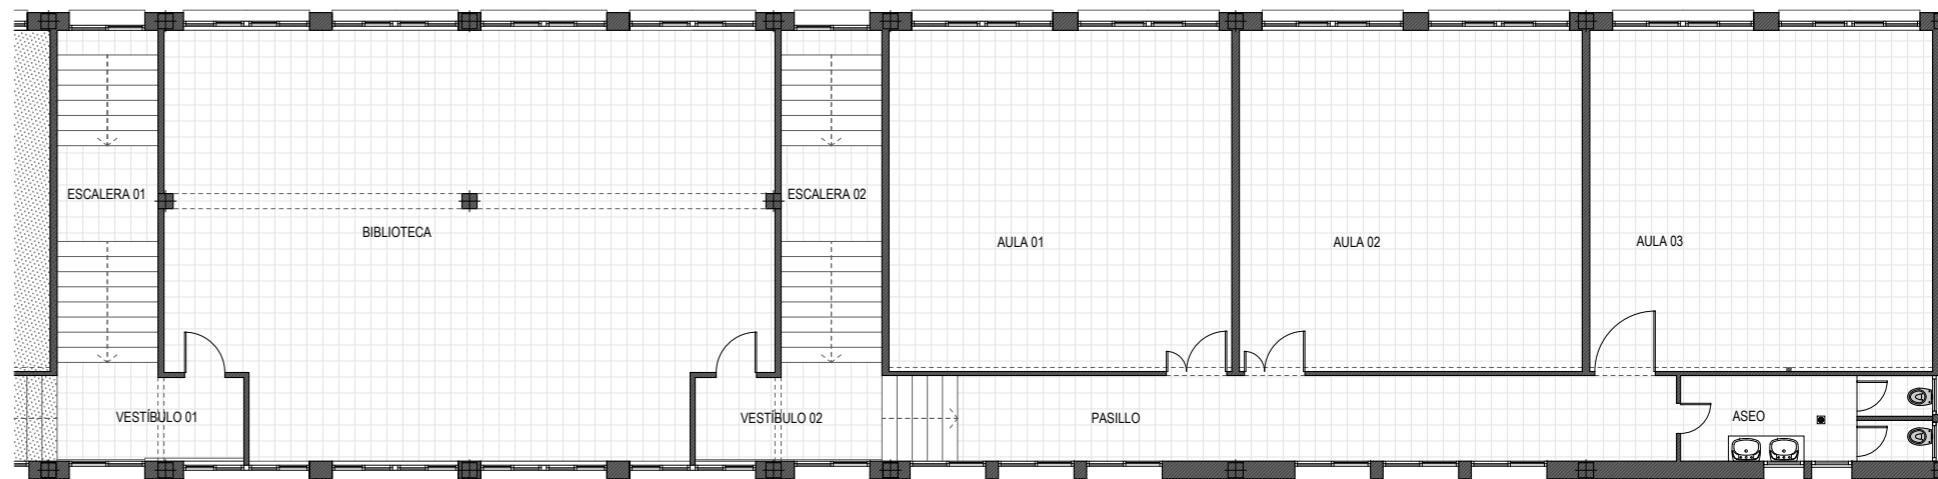 ESCALERA 01
ESCALERA 02
BIBLIOTECA
AULA 01
AULA 02
AULA 03
VESTÍBULO 01
VESTÍBULO 02
PASILLO
ASEO